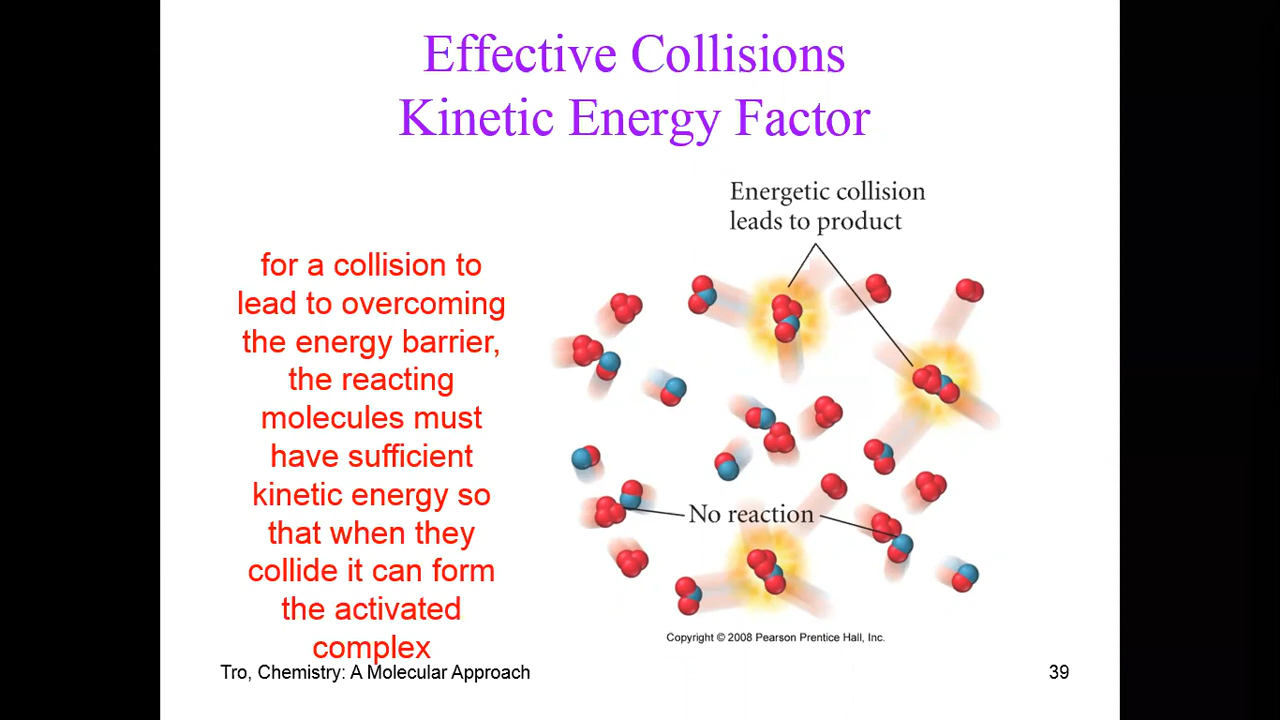 Effective Collisions
Kinetic Energy Factor
Energetic collision
leads to product
for a collision to
lead to overcoming
the energy barrier,
the reacting
molecules must
have sufficient
kinetic energy so
that when they
collide it can form
the activated
complex
No reaction
Copyright © 2008 Pearson Prentice Hall, Inc.
Tro, Chemistry: A Molecular Approach
39